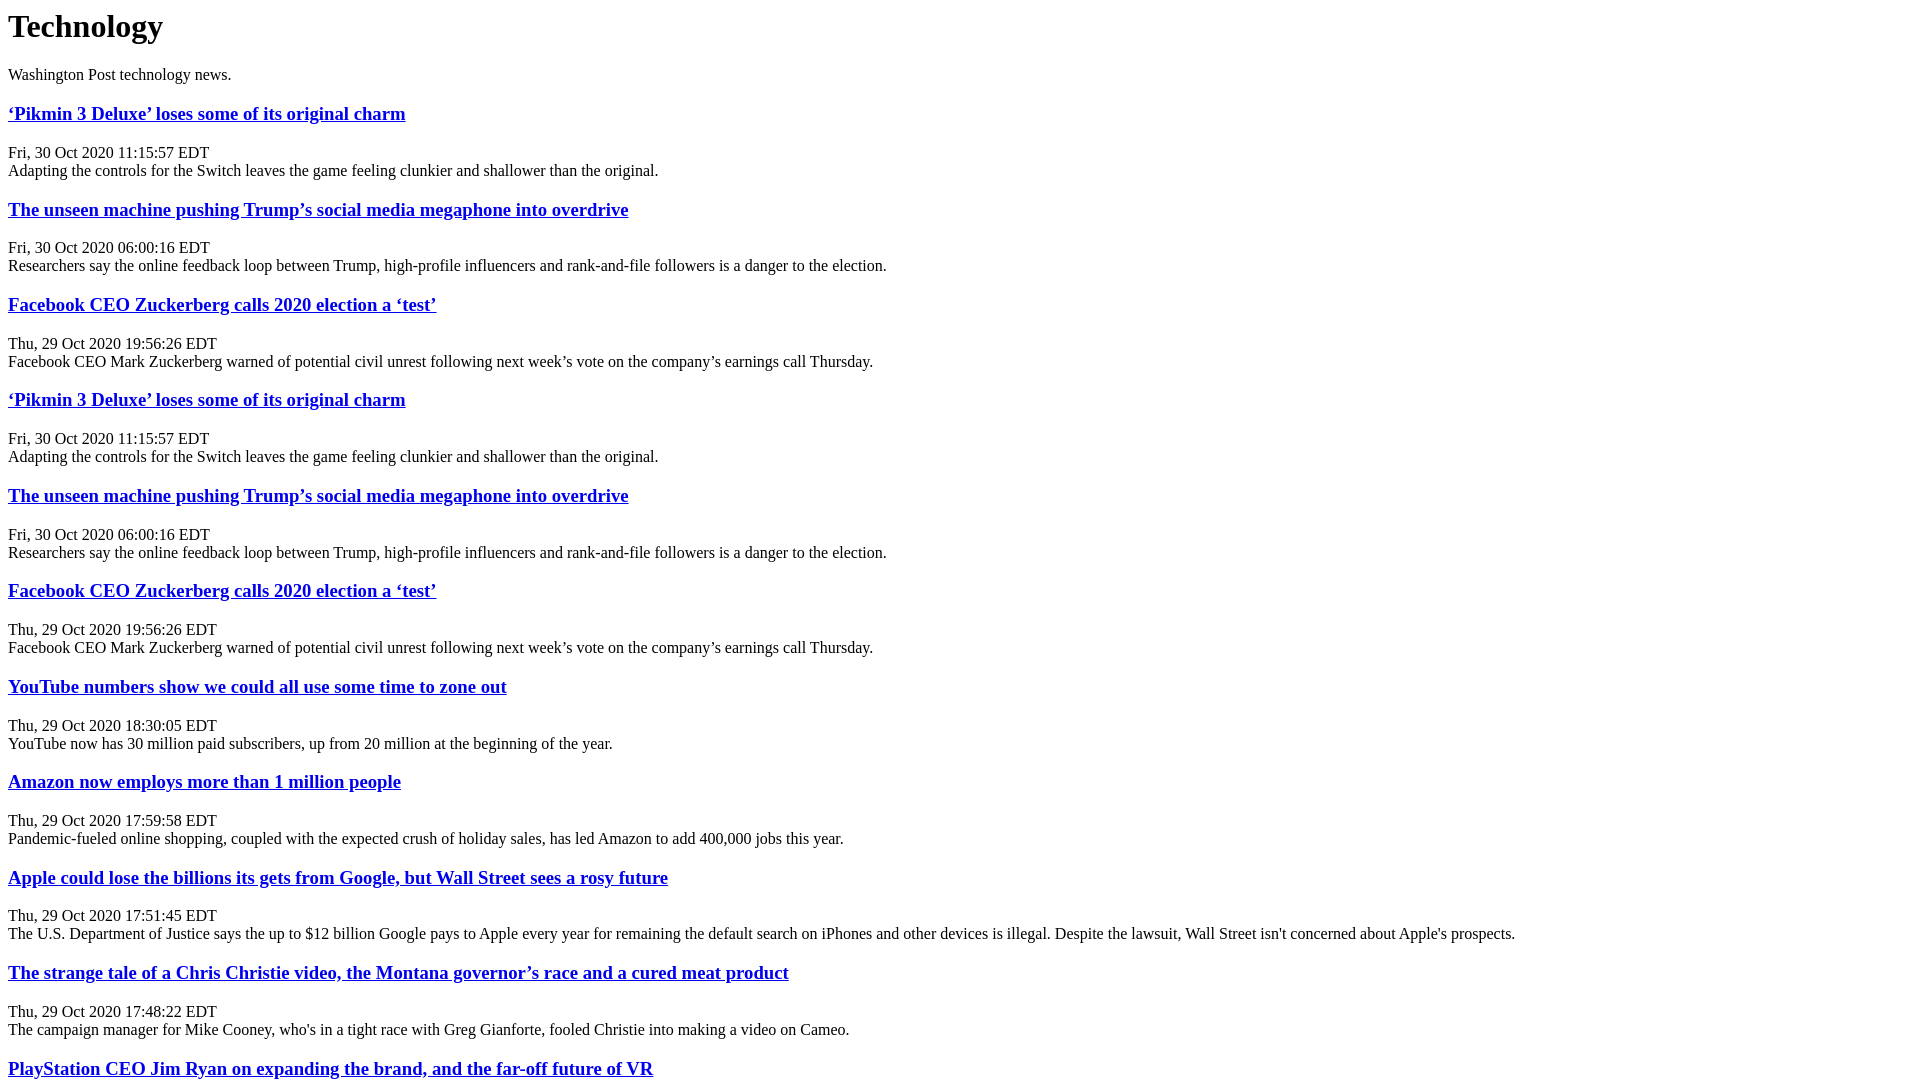 Technology
Washington Post technology news.
‘Pikmin 3 Deluxe’ loses some of its original charm
Fri, 30 Oct 2020 11:15:57 EDT
Adapting the controls for the Switch leaves the game feeling clunkier and shallower than the original.
The unseen machine pushing Trump’s social media megaphone into overdrive
Fri, 30 Oct 2020 06:00:16 EDT
Researchers say the online feedback loop between Trump, high-profile influencers and rank-and-file followers is a danger to the election.
Facebook CEO Zuckerberg calls 2020 election a ‘test’
Thu, 29 Oct 2020 19:56:26 EDT
Facebook CEO Mark Zuckerberg warned of potential civil unrest following next week’s vote on the company’s earnings call Thursday.
‘Pikmin 3 Deluxe’ loses some of its original charm
Fri, 30 Oct 2020 11:15:57 EDT
Adapting the controls for the Switch leaves the game feeling clunkier and shallower than the original.
The unseen machine pushing Trump’s social media megaphone into overdrive
Fri, 30 Oct 2020 06:00:16 EDT
Researchers say the online feedback loop between Trump, high-profile influencers and rank-and-file followers is a danger to the election.
Facebook CEO Zuckerberg calls 2020 election a ‘test’
Thu, 29 Oct 2020 19:56:26 EDT
Facebook CEO Mark Zuckerberg warned of potential civil unrest following next week’s vote on the company’s earnings call Thursday.
YouTube numbers show we could all use some time to zone out
Thu, 29 Oct 2020 18:30:05 EDT
YouTube now has 30 million paid subscribers, up from 20 million at the beginning of the year.
Amazon now employs more than 1 million people
Thu, 29 Oct 2020 17:59:58 EDT
Pandemic-fueled online shopping, coupled with the expected crush of holiday sales, has led Amazon to add 400,000 jobs this year.
Apple could lose the billions its gets from Google, but Wall Street sees a rosy future
Thu, 29 Oct 2020 17:51:45 EDT
The U.S. Department of Justice says the up to $12 billion Google pays to Apple every year for remaining the default search on iPhones and other devices is illegal. Despite the lawsuit, Wall Street isn't concerned about Apple's prospects.
The strange tale of a Chris Christie video, the Montana governor’s race and a cured meat product
Thu, 29 Oct 2020 17:48:22 EDT
The campaign manager for Mike Cooney, who's in a tight race with Greg Gianforte, fooled Christie into making a video on Cameo.
PlayStation CEO Jim Ryan on expanding the brand, and the far-off future of VR